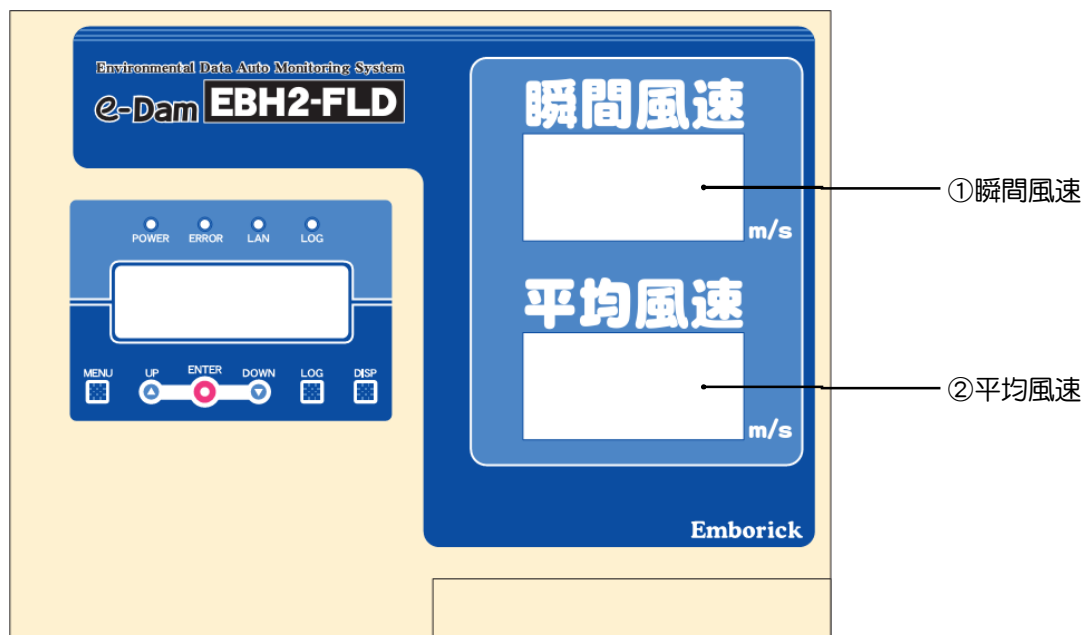 Environmental Data Auto Monitoring System
e-Dam EBH2-FLD
瞬間風速
m/s
①瞬間風速
POWER ERROR LAN LOG
平均風速
m/s
②平均風速
MENU UP ENTER DOWN LOG DISP
Emborick